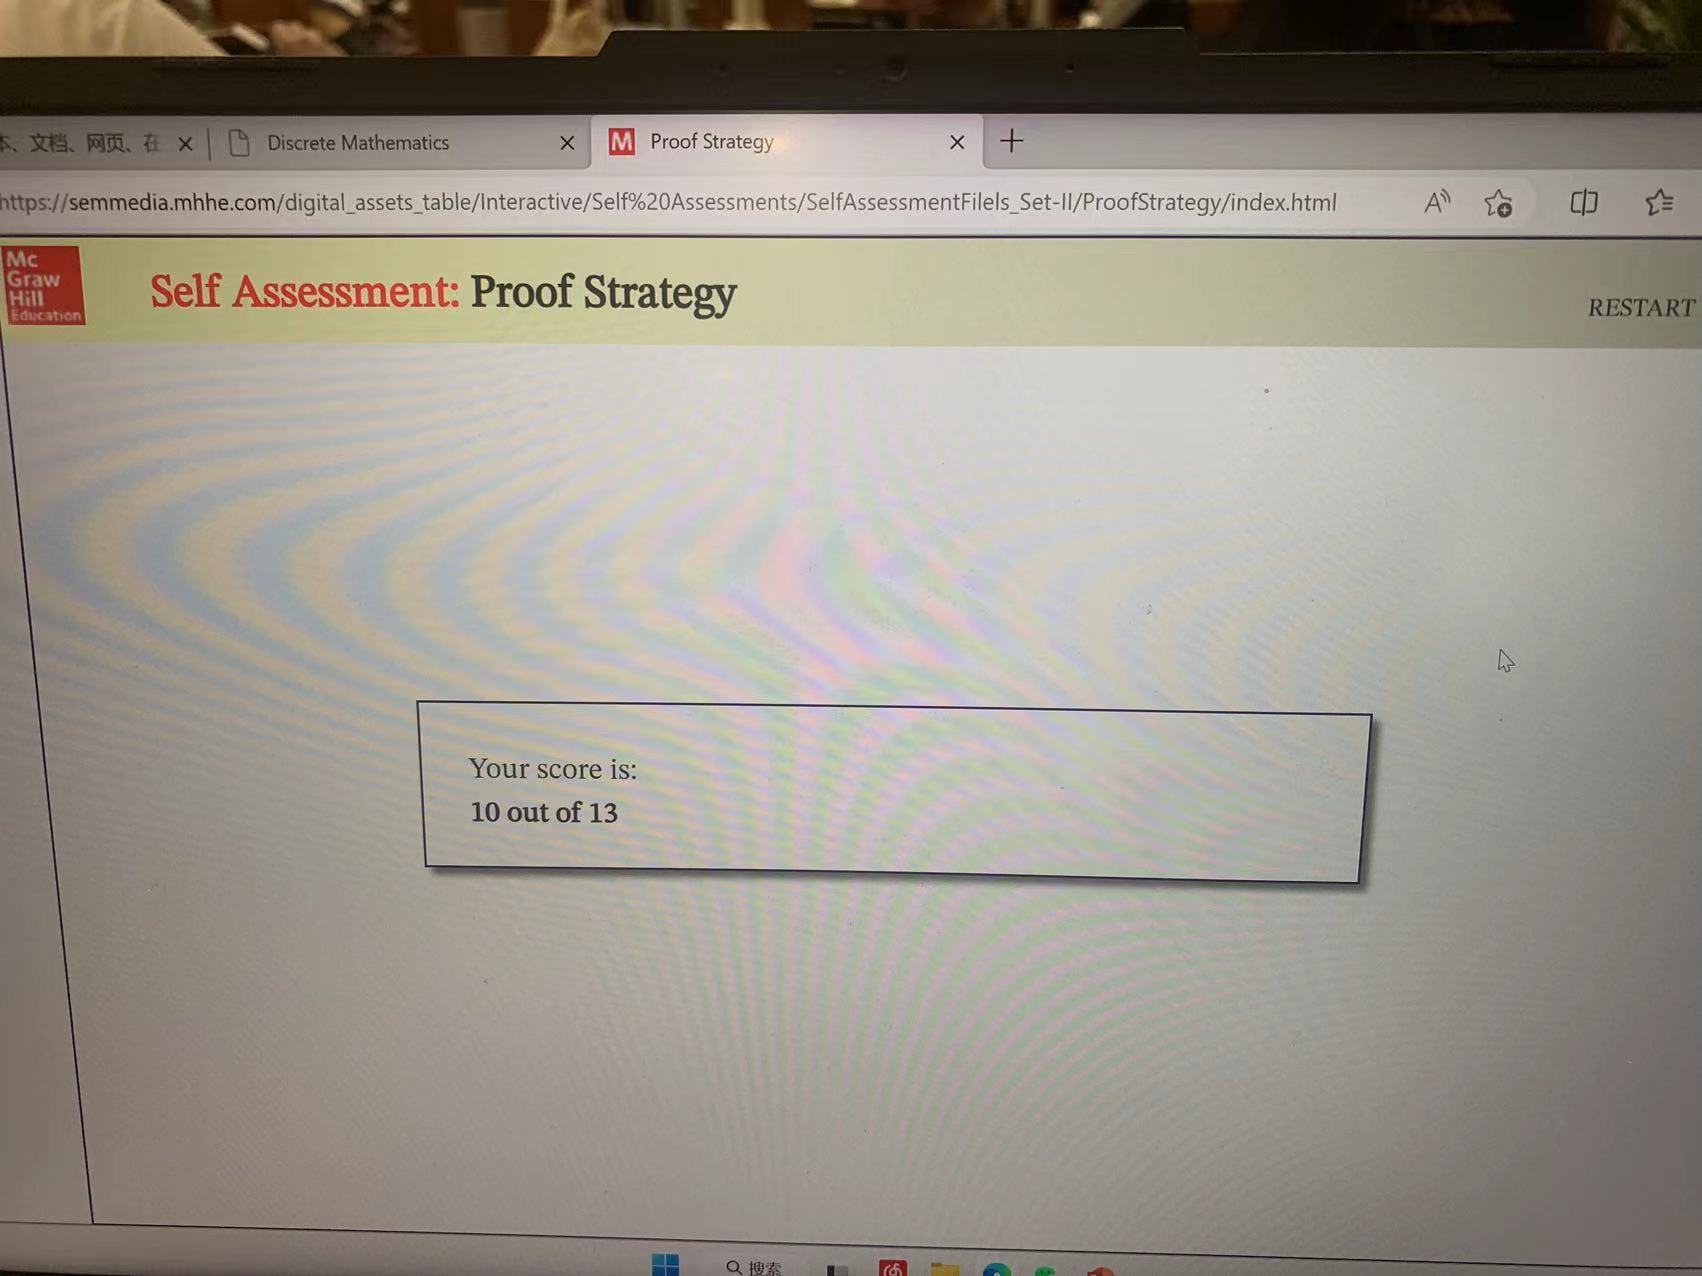 本、文档、网页、在
Discrete Mathematics
M Proof Strategy
https://semmedia.mhhe.com/digital_assets_table/Interactive/Self%20Assessments/SelfAssessmentFilels_Set-II/ProofStrategy/index.html
Mc
Graw
Hill
Education
Self Assessment: Proof Strategy
RESTART
Your score is:
10 out of 13
搜索